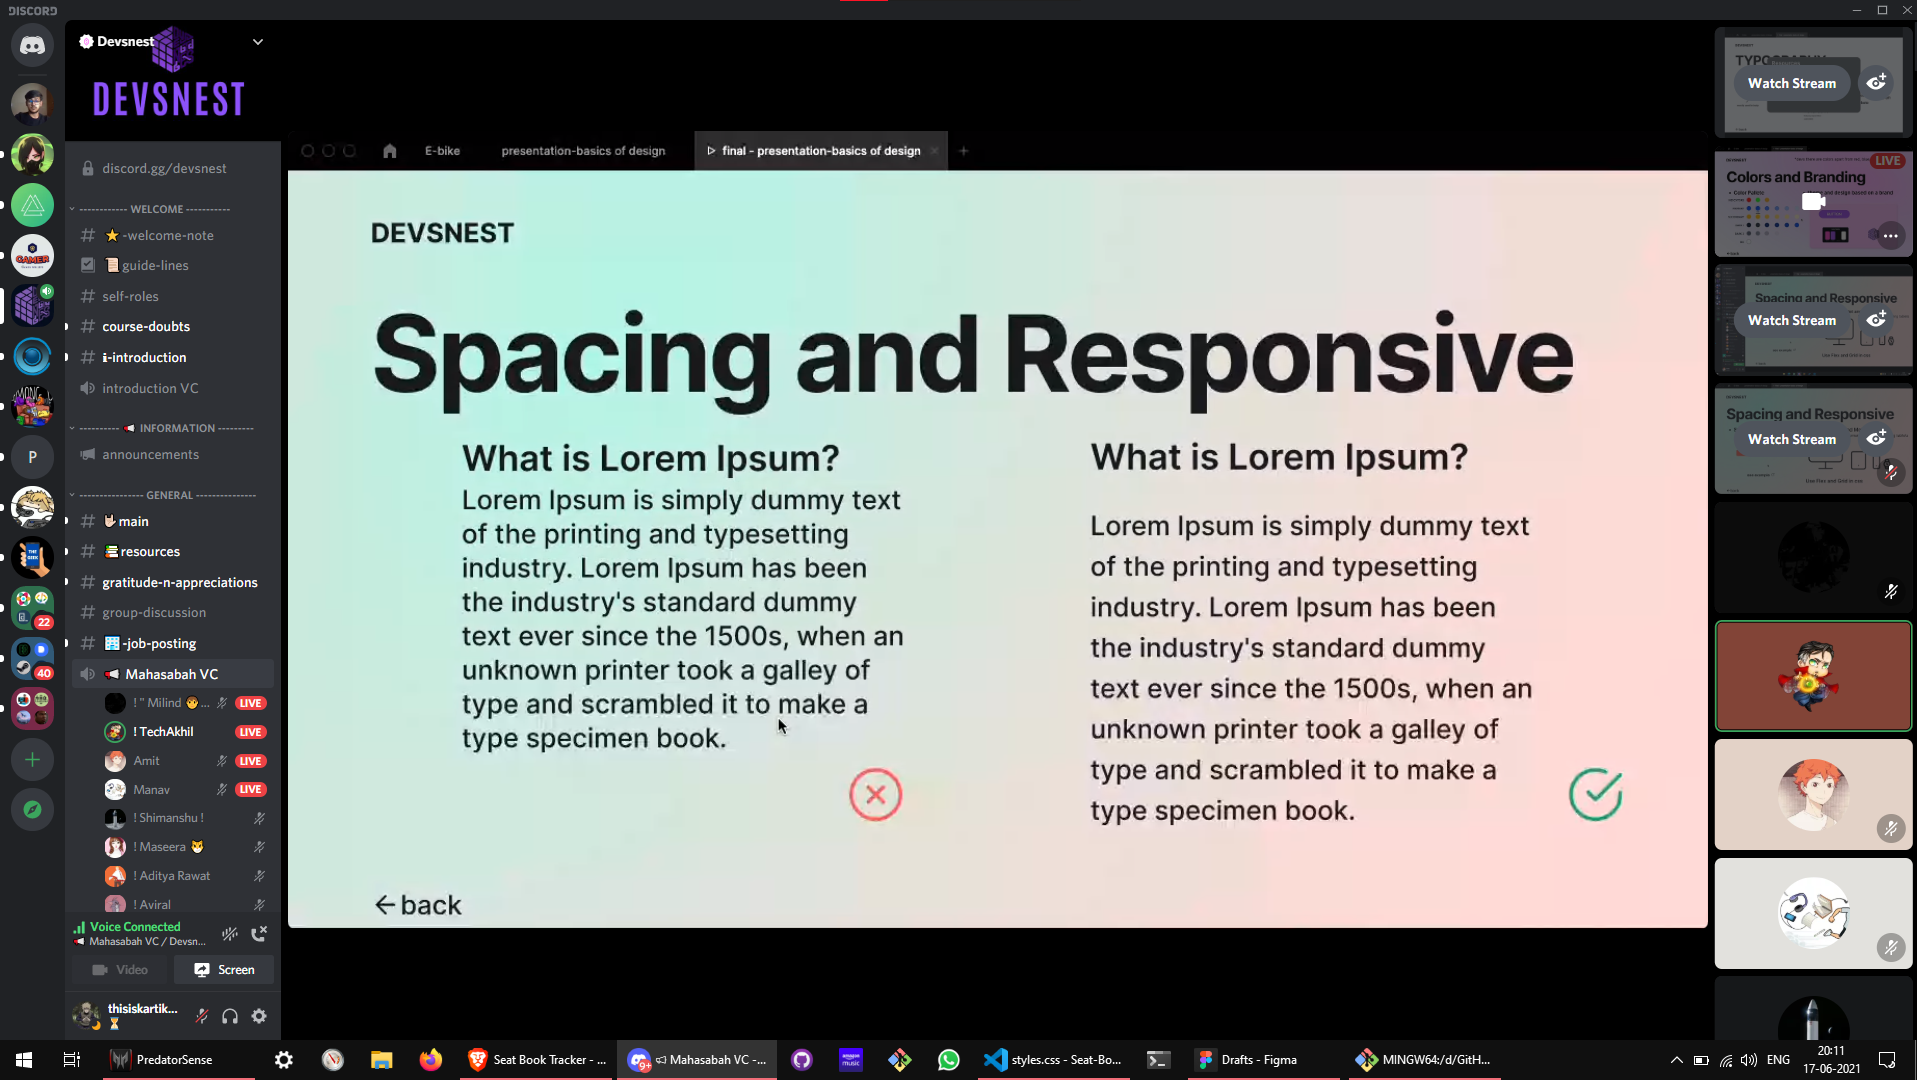 DISCORD
Devsnest
DEVSNEST
discord.gg/devsnest
----------- WELCOME -----------
-welcome-note
guide-lines
self-roles
course-doubts
i-introduction
introduction VC
---------- INFORMATION ---------
announcements
---------------- GENERAL ---------------
main
resources
gratitude-n-appreciations
group-discussion
-job-posting
Mahasabah VC
! " Milind ... LIVE
! TechAkhil
Amit LIVE
Manav LIVE
! Shimanshu !
! Maseera
! Aditya Rawat
! Aviral
P
22
40
Voice Connected
Mahasabah VC / Devsn...
Video
Screen
thisiskartik...
E-bike
presentation-basics of design
final - presentation-basics of design
DEVSNEST
Spacing and Responsive
What is Lorem Ipsum?
Lorem Ipsum is simply dummy text
of the printing and typesetting
industry. Lorem Ipsum has been
the industry's standard dummy
text ever since the 1500s, when an
unknown printer took a galley of
type and scrambled it to make a
type specimen book.
What is Lorem Ipsum?
Lorem Ipsum is simply dummy text
of the printing and typesetting
industry. Lorem Ipsum has been
the industry's standard dummy
text ever since the 1500s, when an
unknown printer took a galley of
type and scrambled it to make a
type specimen book.
←back
TYPOGRAPHY
Watch Stream
LIVE
Colors and Branding
Spacing and Responsive
Watch Stream
Spacing and Responsive
Watch Stream
PredatorSense
Seat Book Tracker - ...
9+
Mahasabah VC -...
amazon music
styles.css - Seat-Bo...
Drafts - Figma
MINGW64:/d/GitH...
ENG
20:11
17-06-2021